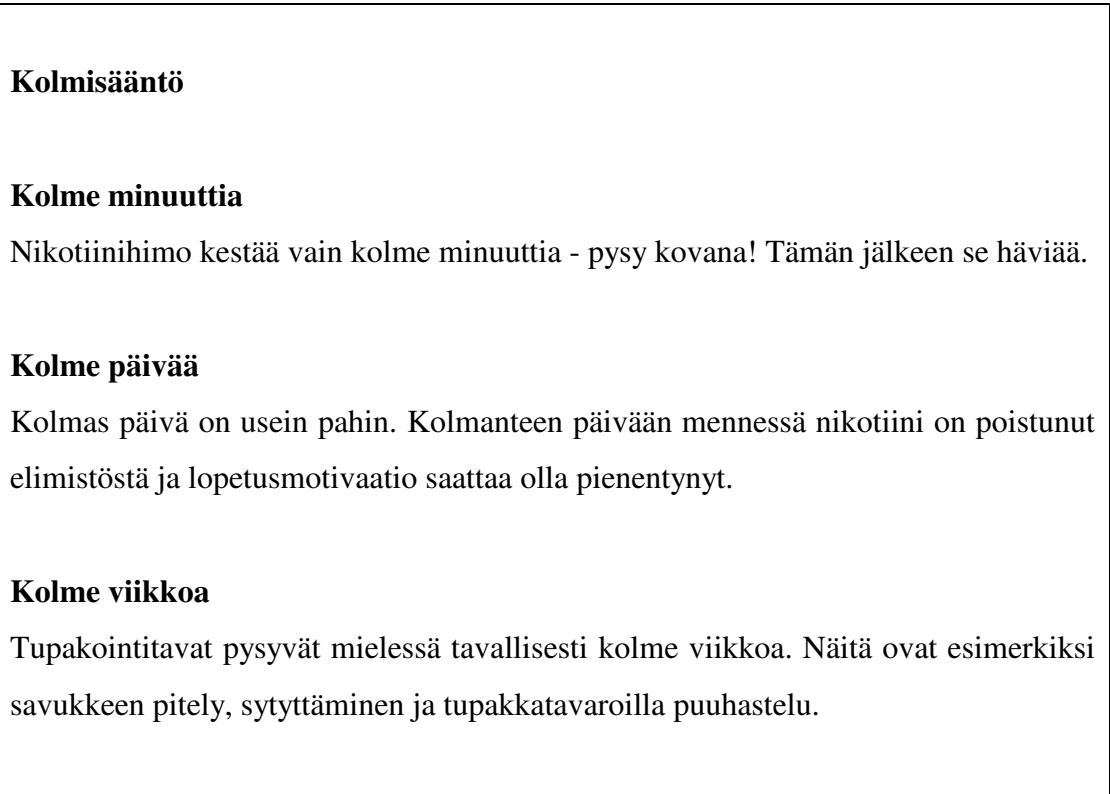 Kolmisääntö
Kolme minuuttia
Nikotiinihimo kestää vain kolme minuuttia - pysy kovana! Tämän jälkeen se häviää.
Kolme päivää
Kolmas päivä on usein pahin. Kolmanteen päivään mennessä nikotiini on poistunut
elimistöstä ja lopetusmotivaatio saattaa olla pienentynyt.
Kolme viikkoa
Tupakointitavat pysyvät mielessä tavallisesti kolme viikkoa. Näitä ovat esimerkiksi
savukkeen pitely, sytyttäminen ja tupakkatavaroilla puuhastelu.